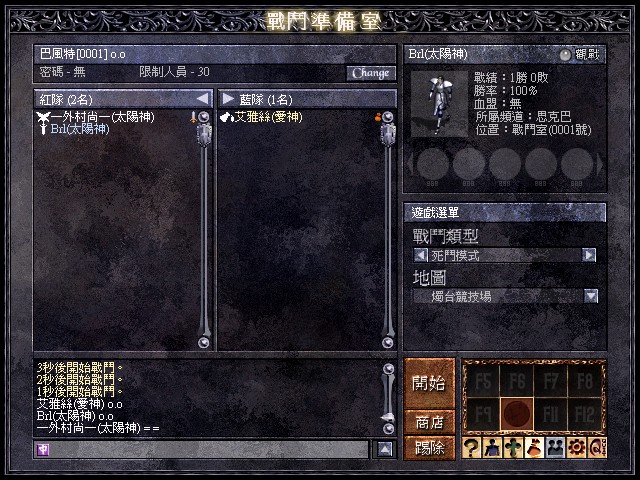 戰鬥準備室
巴風特[0001] o.o
密碼 - 無 限制人員 - 30
Change
紅隊 (2名)
藍隊 (1名)
一外村尚一(太陽神)
Brl(太陽神)
艾雅絲(愛神)
Brl(太陽神)
觀戰
戰績：1勝 0敗
勝率：100%
血盟：無
所屬頻道：思克巴
位置：戰鬥室(0001號)
遊戲選單
戰鬥類型
死鬥模式
地圖
燭台競技場
3秒後開始戰鬥。
2秒後開始戰鬥。
1秒後開始戰鬥。
艾雅絲(愛神) o.o
Brl(太陽神) o.o
一外村尚一(太陽神) ==
中
開始
商店
踢除
F5 F6 F7 F8
F9 F11 F12